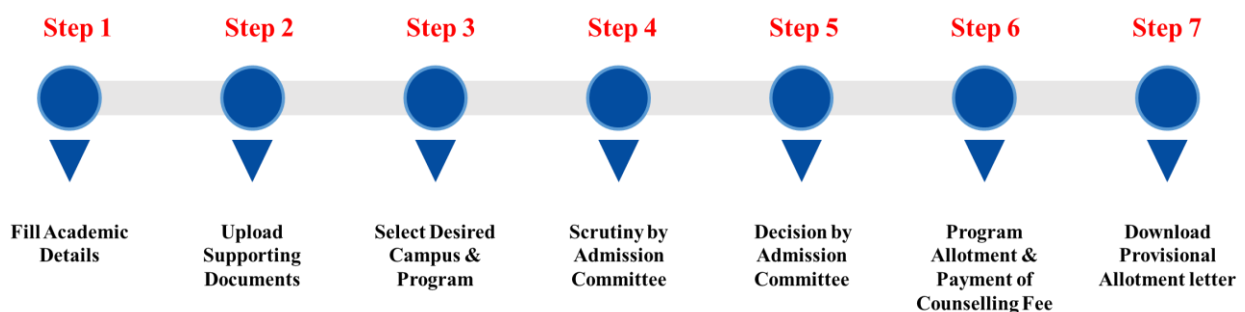 Step 1
Step 2
Step 3
Step 4
Step 5
Step 6
Step 7
Fill Academic
Details
Upload
Supporting
Documents
Select Desired
Campus &
Program
Scrutiny by
Admission
Committee
Decision by
Admission
Committee
Program
Allotment &
Payment of
Counselling Fee
Download
Provisional
Allotment letter